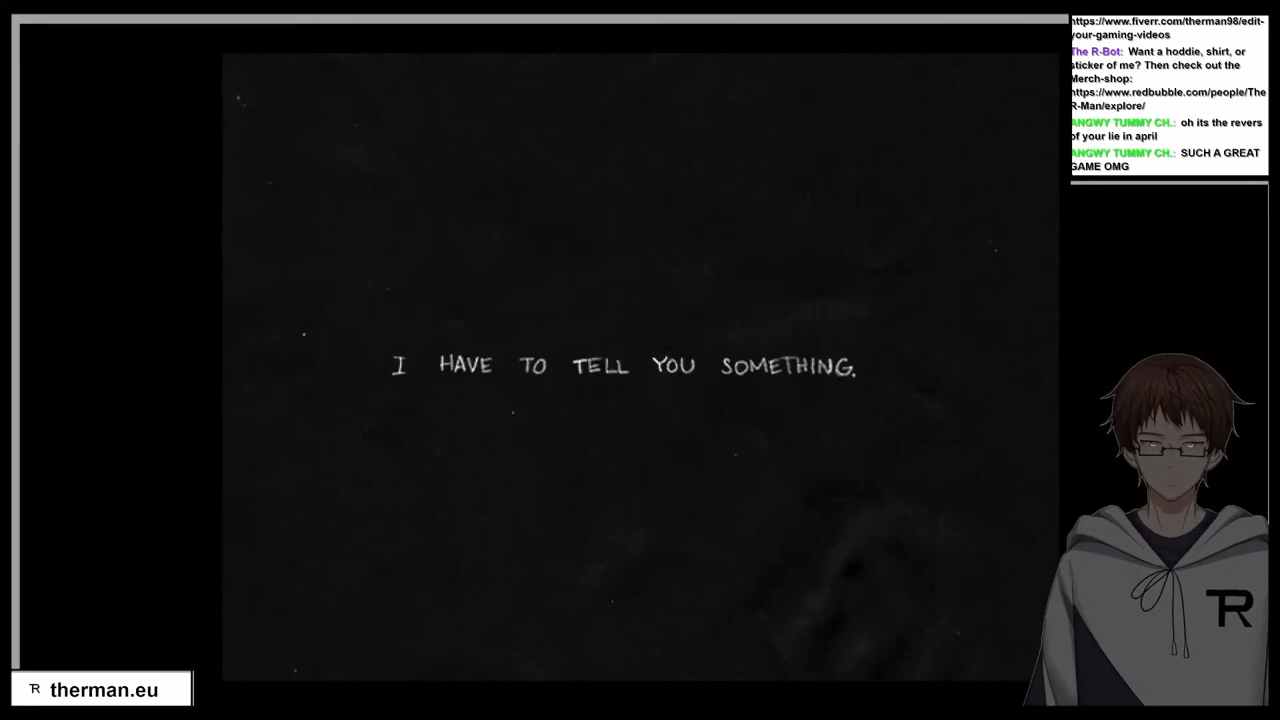 https://www.fiverr.com/therman98/edit-
your-gaming-videos
The R-Bot: Want a hoddie, shirt, or
sticker of me? Then check out the
Merch-shop:
https://www.redbubble.com/people/The
R-Man/explore/
ANGWY TUMMY CH.: oh its the revers
of your lie in april
ANGWY TUMMY CH.: SUCH A GREAT
GAME OMG
I HAVE TO TELL YOU SOMETHING.
TR
TR therman.eu